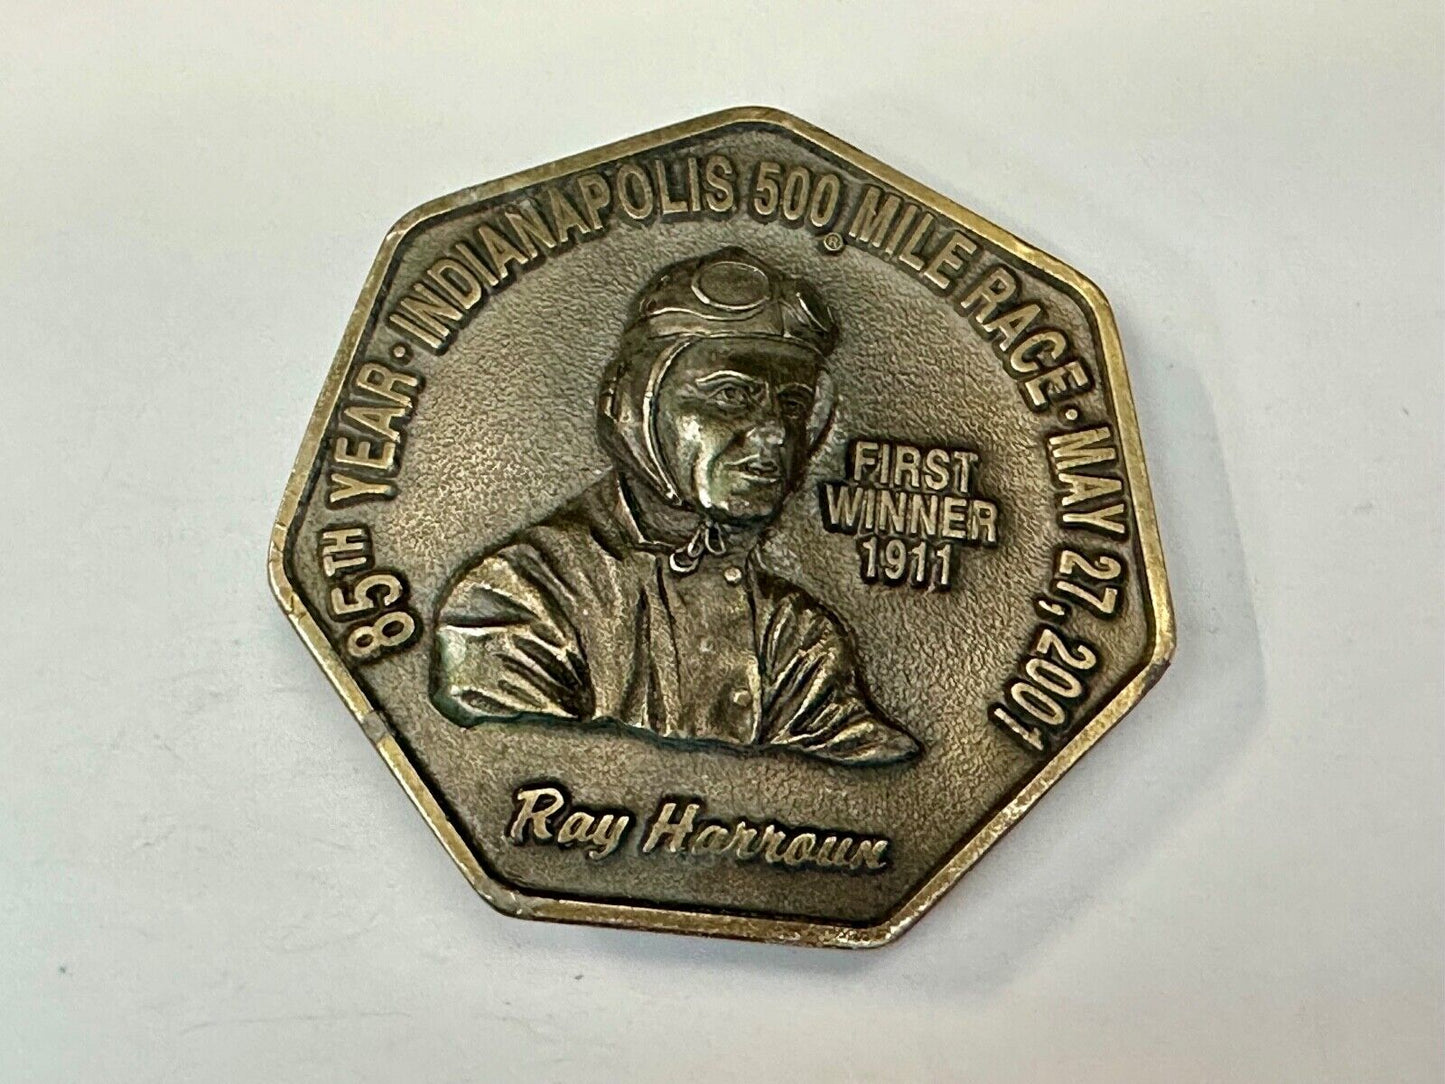 85TH YEAR · INDIANAPOLIS 500® MILE RACE · MAY 27, 2001
FIRST
WINNER
1911
Ray Harroun